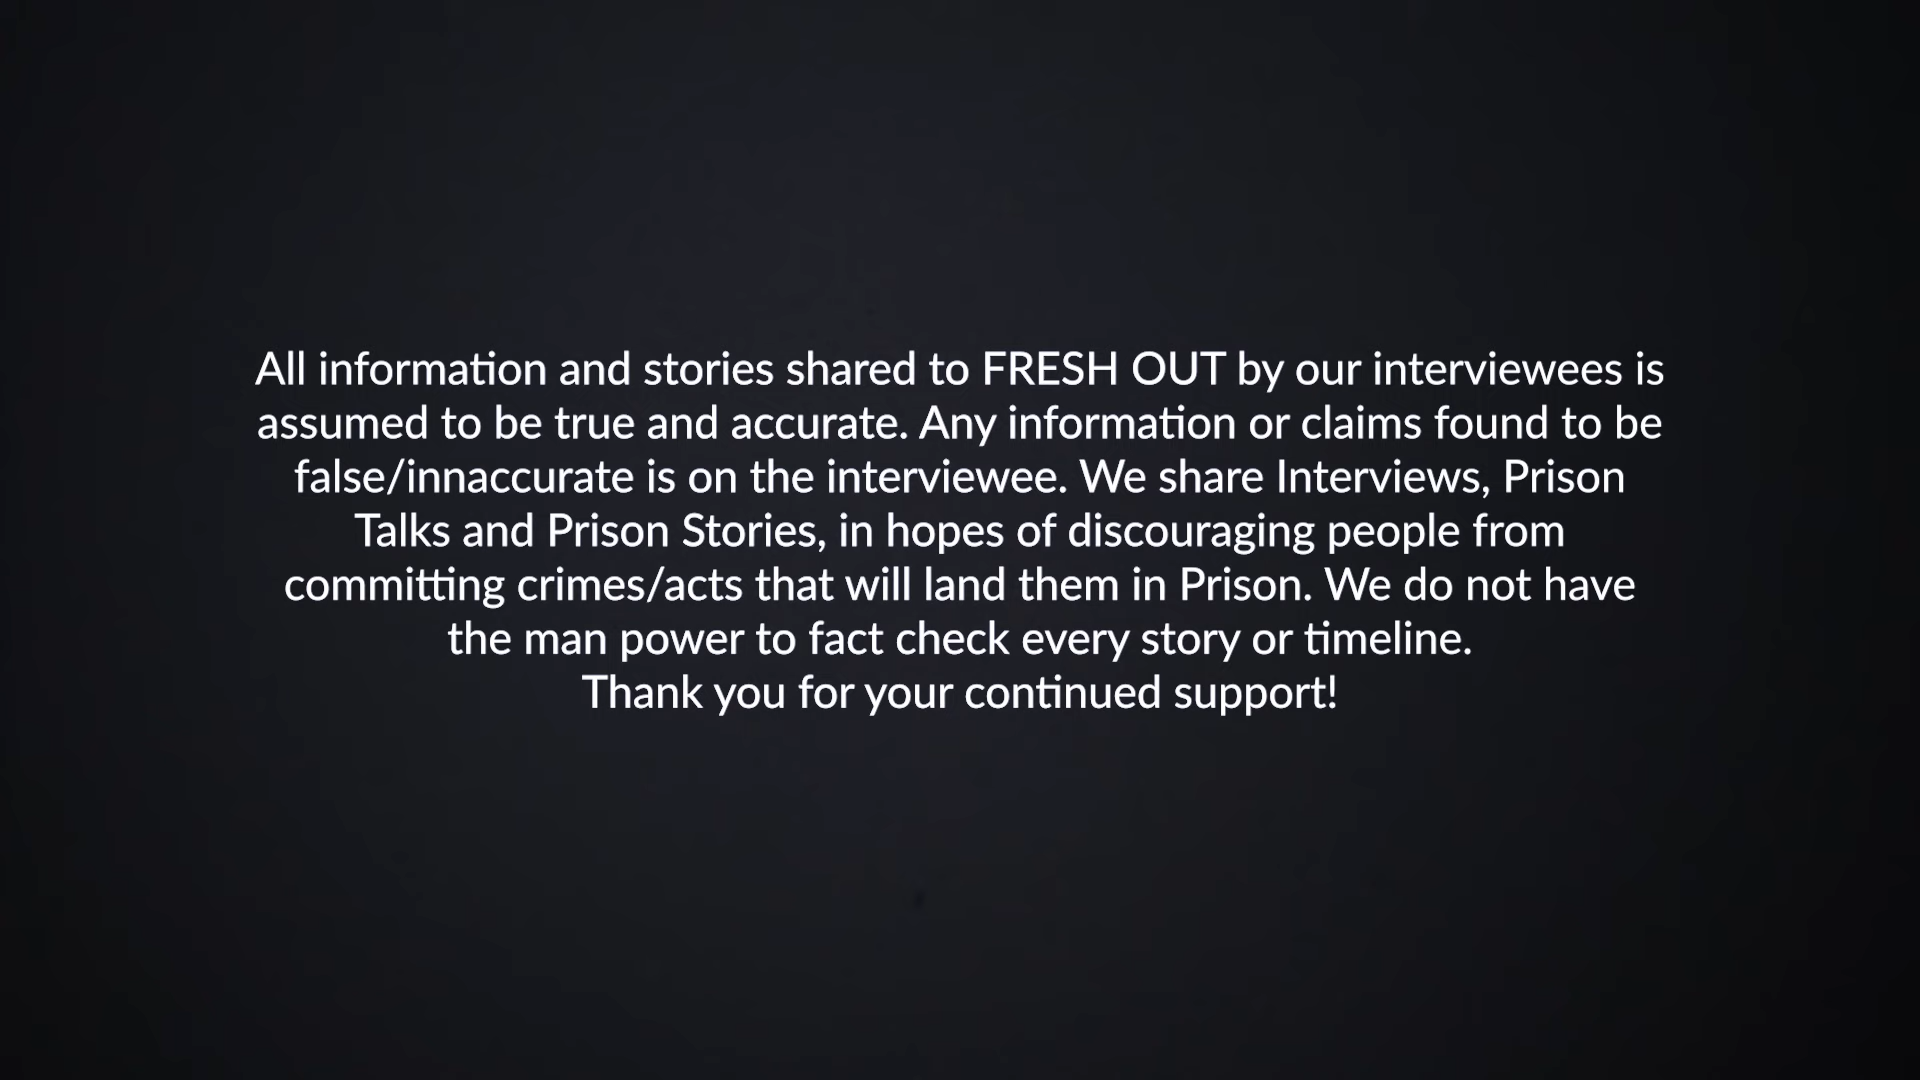 All information and stories shared to FRESH OUT by our interviewees is
assumed to be true and accurate. Any information or claims found to be
false/innaccurate is on the interviewee. We share Interviews, Prison
Talks and Prison Stories, in hopes of discouraging people from
committing crimes/acts that will land them in Prison. We do not have
the man power to fact check every story or timeline.
Thank you for your continued support!